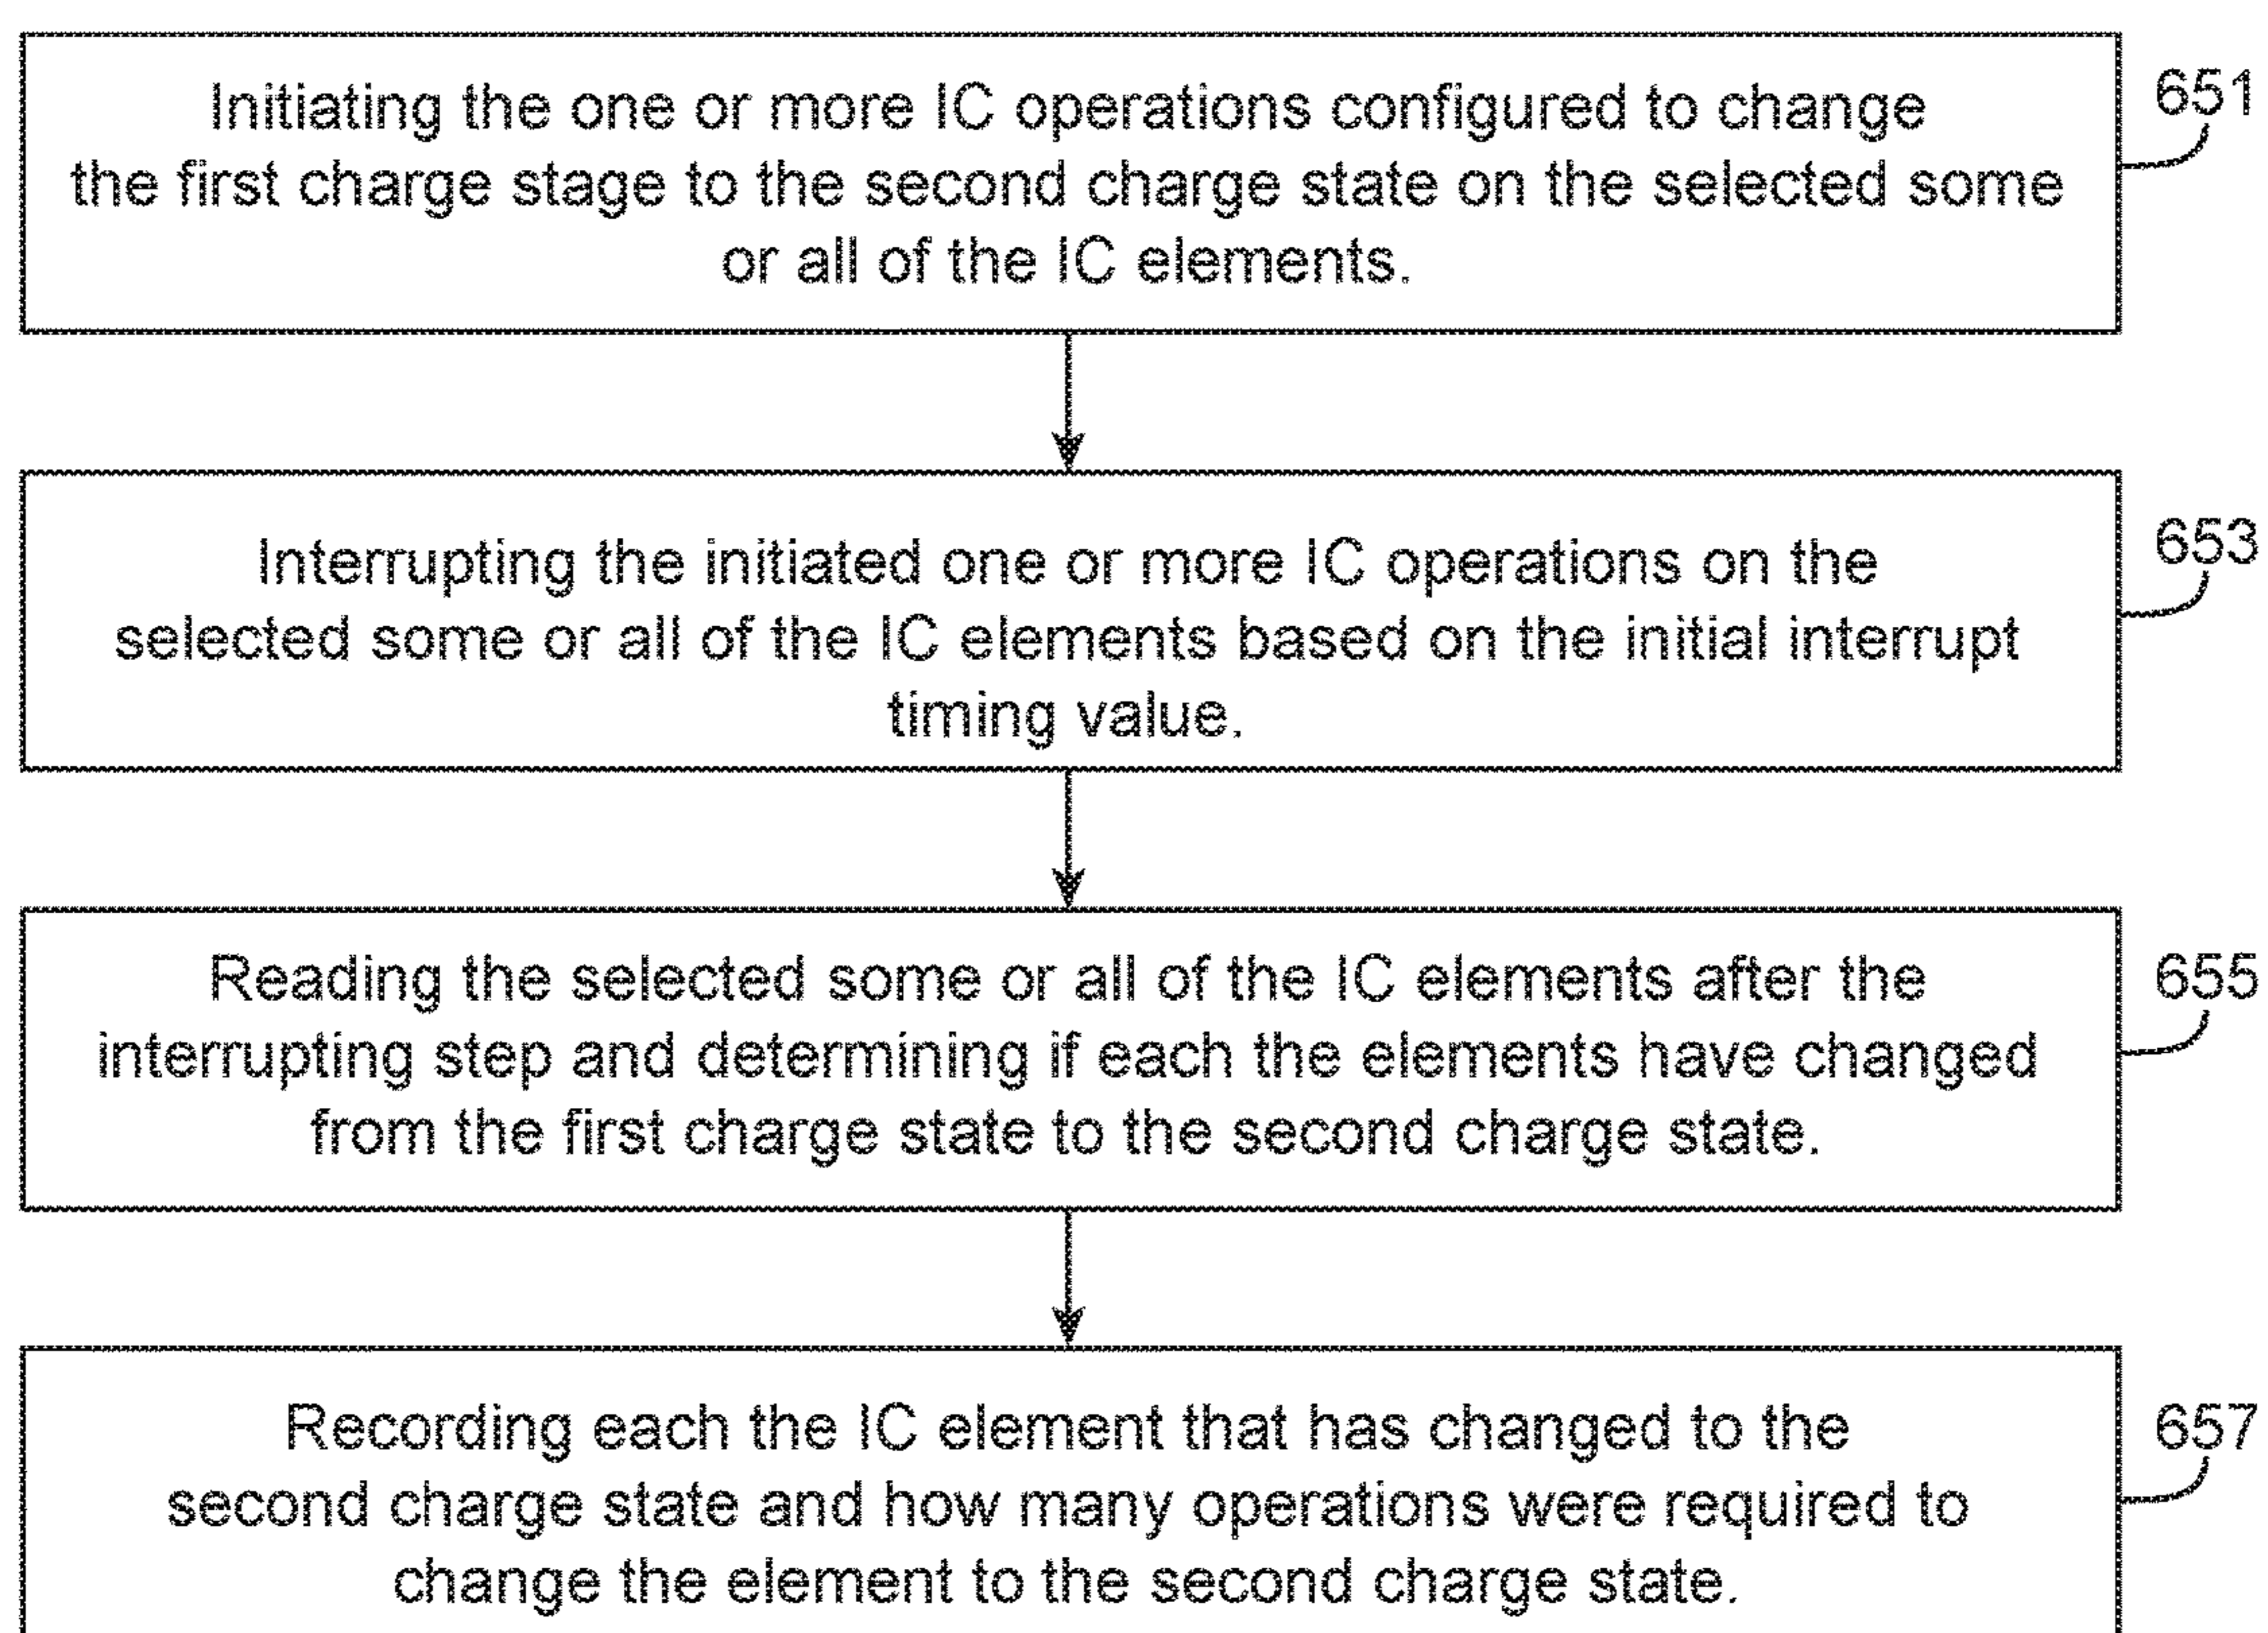 Initiating the one or more IC operations configured to change
the first charge stage to the second charge state on the selected some
or all of the IC elements.
651
Interrupting the initiated one or more IC operations on the
selected some or all of the IC elements based on the initial interrupt
timing value.
653
Reading the selected some or all of the IC elements after the
interrupting step and determining if each the elements have changed
from the first charge state to the second charge state.
655
Recording each the IC element that has changed to the
second charge state and how many operations were required to
change the element to the second charge state.
657